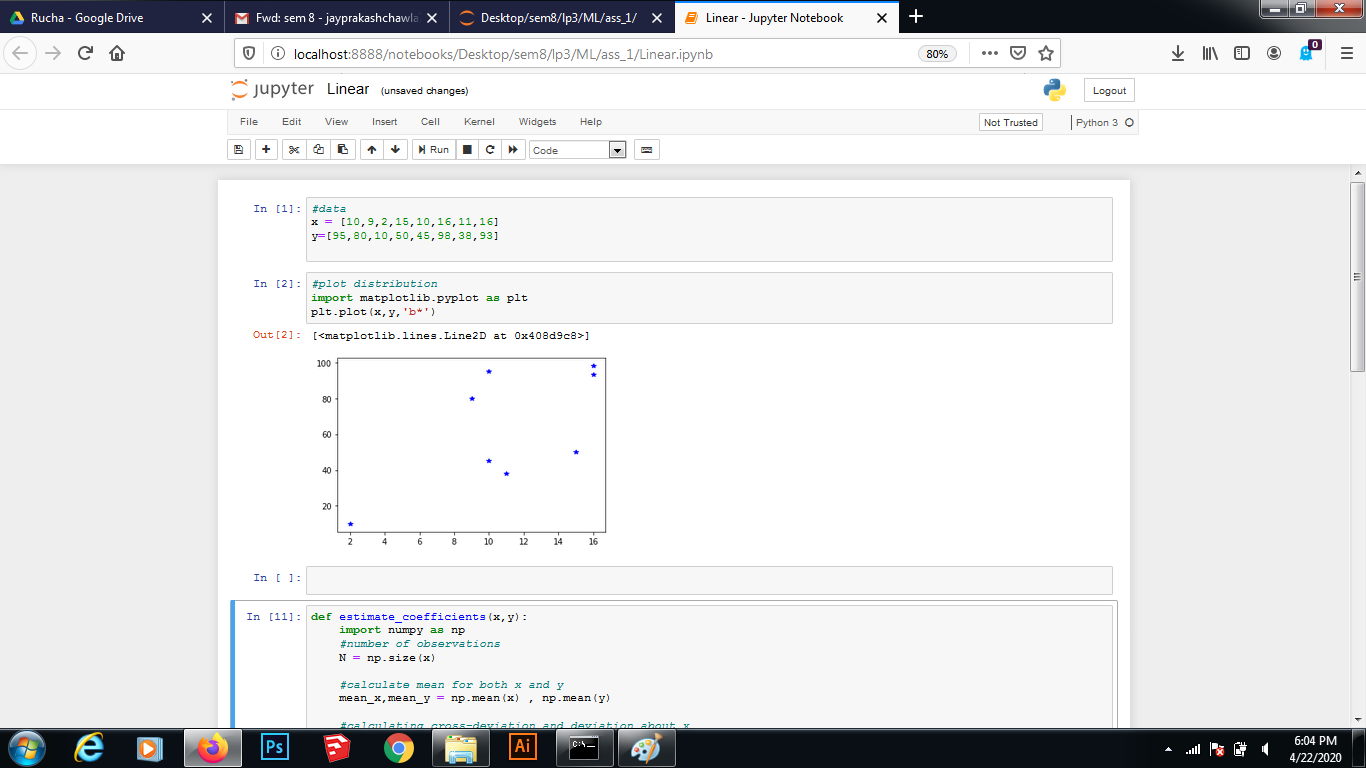 Rucha - Google Drive
Fwd: sem 8 - jayprakashchawla
Desktop/sem8/lp3/ML/ass_1/
Linear - Jupyter Notebook
localhost:8888/notebooks/Desktop/sem8/lp3/ML/ass_1/Linear.ipynb
80%
0
jupyter Linear (unsaved changes)
Logout
File Edit View Insert Cell Kernel Widgets Help
Not Trusted
Python 3
Run
Code
In [1]:
#data
x = [10,9,2,15,10,16,11,16]
y=[95,80,10,50,45,98,38,93]
In [2]:
#plot distribution
import matplotlib.pyplot as plt
plt.plot(x,y,'b*')
Out[2]: [<matplotlib.lines.Line2D at 0x408d9c8>]
100
80
60
40
20
2 4 6 8 10 12 14 16
In [ ]:
In [11]:
def estimate_coefficients(x,y):
import numpy as np
#number of observations
N = np.size(x)
#calculate mean for both x and y
mean_x,mean_y = np.mean(x) , np.mean(y)
#calculating cross-deviation and deviation about x
Ps
Ai
C:\_
6:04 PM
4/22/2020